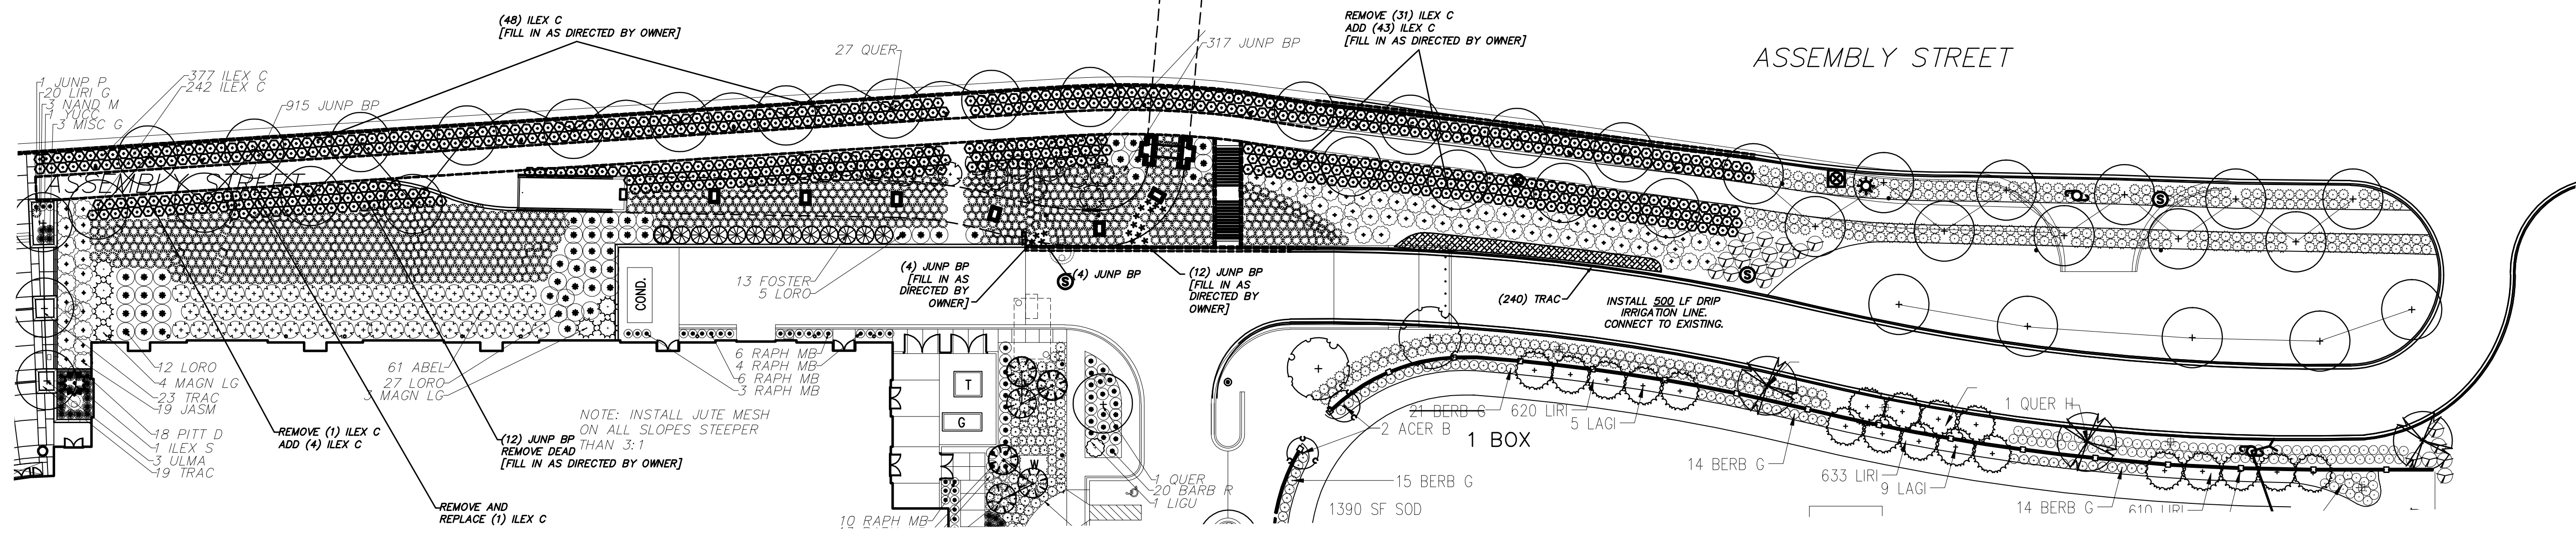 (48) ILEX C
[FILL IN AS DIRECTED BY OWNER]
27 QUER
317 JUNP BP
REMOVE (31) ILEX C
ADD (43) ILEX C
[FILL IN AS DIRECTED BY OWNER]
ASSEMBLY STREET
1 JUNP P
20 LIRI G
3 NAND M
1 YUCC
3 MISC G
377 ILEX C
242 ILEX C
915 JUNP BP
ASSEMBLY STREET
COND.
13 FOSTER
5 LORO
(4) JUNP BP
[FILL IN AS
DIRECTED BY
OWNER]
S
(4) JUNP BP
(12) JUNP BP
[FILL IN AS
DIRECTED BY
OWNER]
(240) TRAC
INSTALL 500 LF DRIP
IRRIGATION LINE.
CONNECT TO EXISTING.
S
S
12 LORO
4 MAGN LG
23 TRAC
19 JASM
18 PITT D
1 ILEX S
3 ULMA
19 TRAC
61 ABEL
27 LORO
3 MAGN LG
6 RAPH MB
4 RAPH MB
6 RAPH MB
3 RAPH MB
NOTE: INSTALL JUTE MESH
ON ALL SLOPES STEEPER
THAN 3:1
REMOVE (1) ILEX C
ADD (4) ILEX C
(12) JUNP BP
REMOVE DEAD
[FILL IN AS DIRECTED BY OWNER]
REMOVE AND
REPLACE (1) ILEX C
T
G
W
10 RAPH MB
1 QUER
20 BARB R
1 LIGU
21 BERB G
620 LIRI
5 LAGI
2 ACER B
1 BOX
15 BERB G
1390 SF SOD
14 BERB G
633 LIRI
9 LAGI
1 QUER H
14 BERB G
610 LIRI